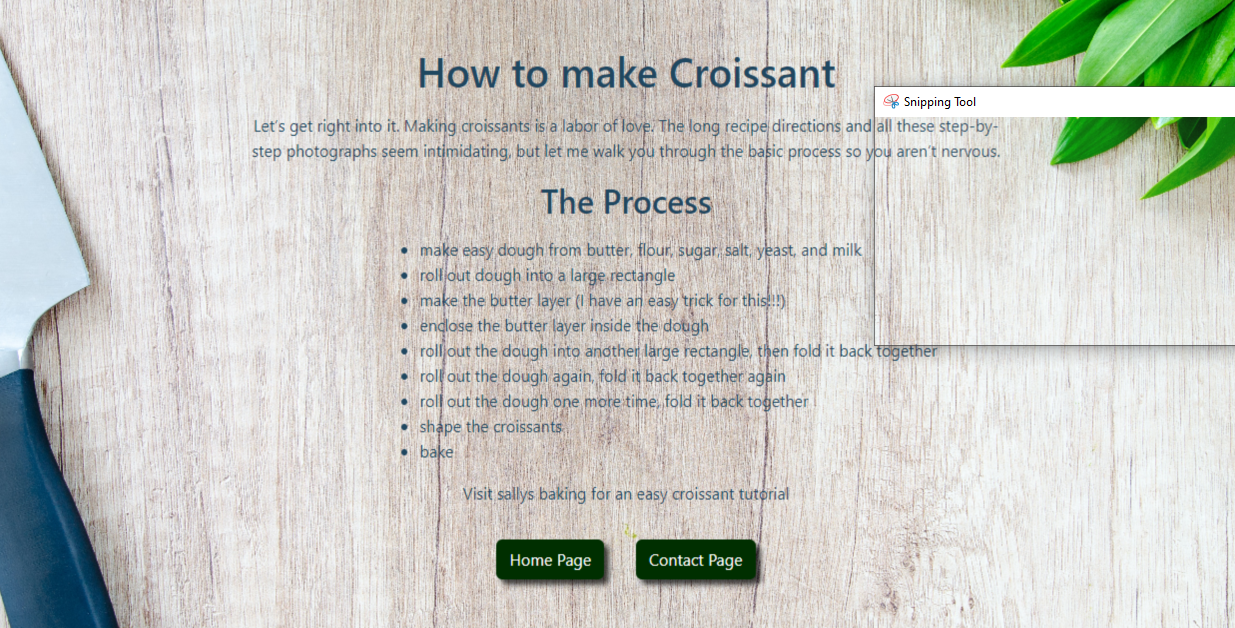 How to make Croissant
Snipping Tool
Let's get right into it. Making croissants is a labor of love. The long recipe directions and all these step-by-
step photographs seem intimidating, but let me walk you through the basic process so you aren't nervous.
The Process
• make easy dough from butter, flour, sugar, salt, yeast, and milk
• roll out dough into a large rectangle
• make the butter layer (I have an easy trick for this!!!)
• enclose the butter layer inside the dough
• roll out the dough into another large rectangle, then fold it back together
• roll out the dough again, fold it back together again
• roll out the dough one more time, fold it back together
• shape the croissants
• bake
Visit sallys baking for an easy croissant tutorial
Home Page
Contact Page